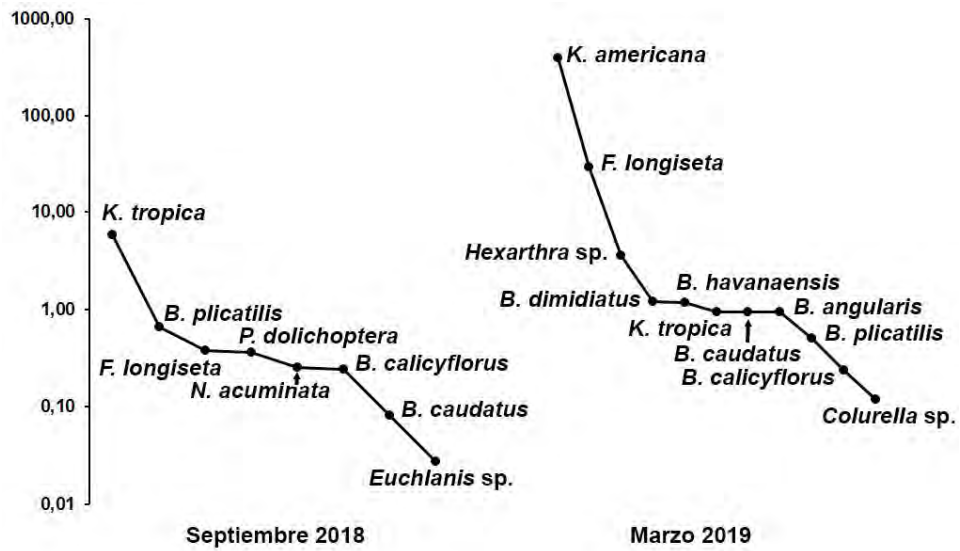 1000,00
100,00
10,00
1,00
0,10
0,01
K. tropica
B. plicatilis
P. dolichoptera
F. longiseta
N. acuminata
B. calicyflorus
B. caudatus
Euchlanis sp.
Septiembre 2018
K. americana
F. longiseta
Hexarthra sp.
B. havanaensis
B. dimidiatus
B. angularis
K. tropica
B. plicatilis
B. caudatus
B. calicyflorus
Colurella sp.
Marzo 2019